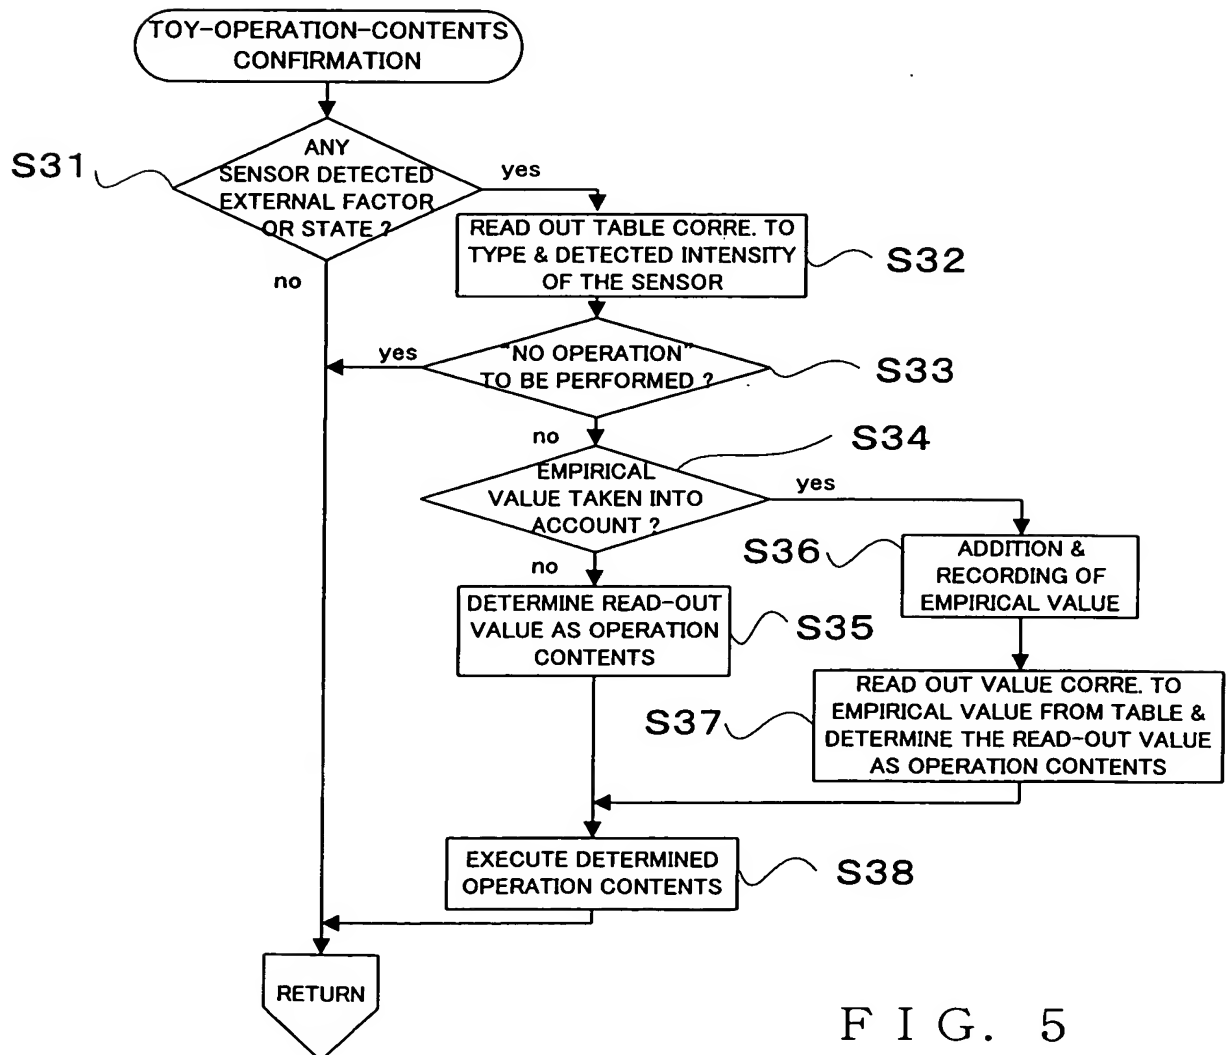 TOY-OPERATION-CONTENTS
CONFIRMATION
S31
ANY
SENSOR DETECTED
EXTERNAL FACTOR
OR STATE ?
yes
no
READ OUT TABLE CORRE. TO
TYPE & DETECTED INTENSITY
OF THE SENSOR
S32
yes
"NO OPERATION"
TO BE PERFORMED ?
S33
no
S34
EMPIRICAL
VALUE TAKEN INTO
ACCOUNT ?
yes
no
S36
ADDITION &
RECORDING OF
EMPIRICAL VALUE
DETERMINE READ-OUT
VALUE AS OPERATION
CONTENTS
S35
S37
READ OUT VALUE CORRE. TO
EMPIRICAL VALUE FROM TABLE &
DETERMINE THE READ-OUT VALUE
AS OPERATION CONTENTS
EXECUTE DETERMINED
OPERATION CONTENTS
S38
RETURN
FIG. 5